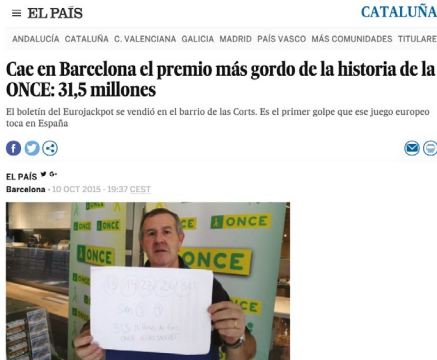 EL PAÍS
CATALUÑA
ANDALUCÍA CATALUÑA C. VALENCIANA GALICIA MADRID PAÍS VASCO MÁS COMUNIDADES TITULARE
Cae en Barcelona el premio más gordo de la historia de la
ONCE: 31,5 millones
El boletín del Eurojackpot se vendió en el barrio de las Corts. Es el primer golpe que ese juego europeo
toca en España
EL PAÍS
Barcelona - 10 OCT 2015 - 19:37 CEST
ONCE
ONCE
ONCE
ONCE